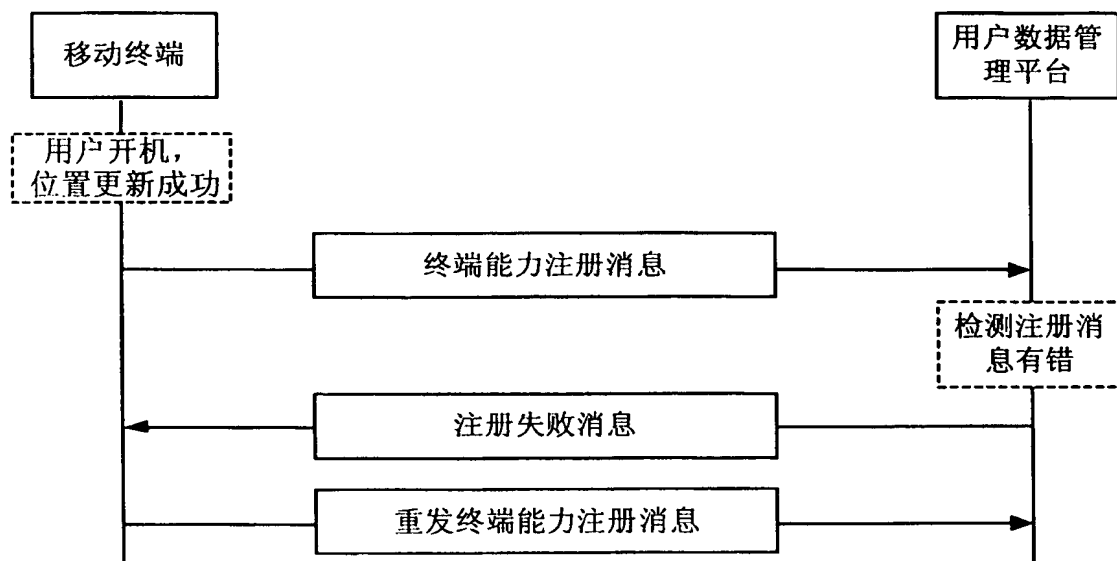 移动终端
用户数据管
理平台
用户开机，
位置更新成功
终端能力注册消息
检测注册消
息有错
注册失败消息
重发终端能力注册消息